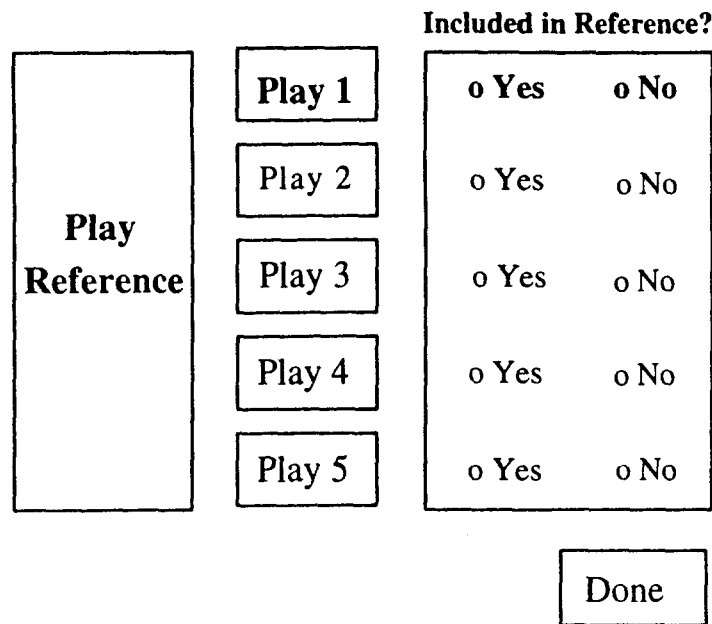 Included in Reference?
Play 1 o Yes o No
Play 2 o Yes o No
Play
Reference
Play 3 o Yes o No
Play 4 o Yes o No
Play 5 o Yes o No
Done